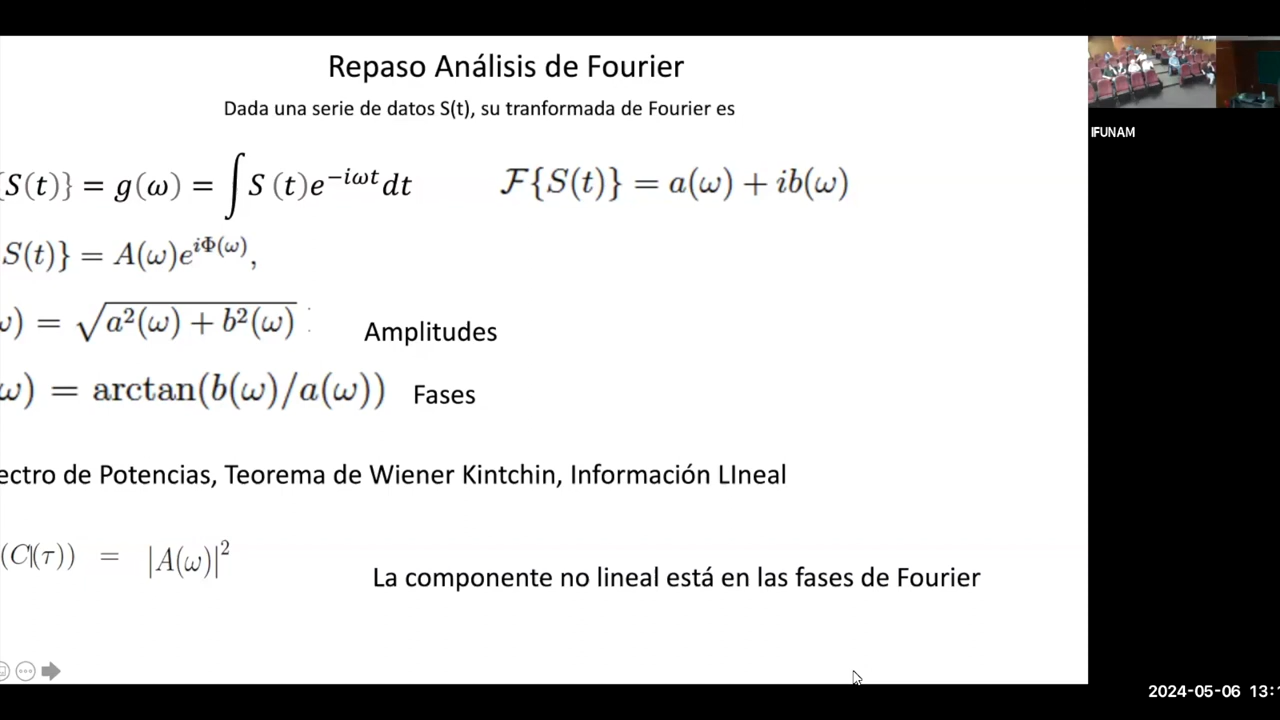 Repaso Análisis de Fourier
Dada una serie de datos S(t), su tranformada de Fourier es
{S(t)} = g(ω) = ∫ S (t)e^{−iωt} dt
ℱ{S(t)} = a(ω) + ib(ω)
S(t)} = A(ω)e^{iΦ(ω)},
ω) = √(a²(ω) + b²(ω))
Amplitudes
ω) = arctan(b(ω)/a(ω))
Fases
ectro de Potencias, Teorema de Wiener Kintchin, Información LIneal
(C(τ)) = |A(ω)|²
La componente no lineal está en las fases de Fourier
IFUNAM
2024-05-06 13: